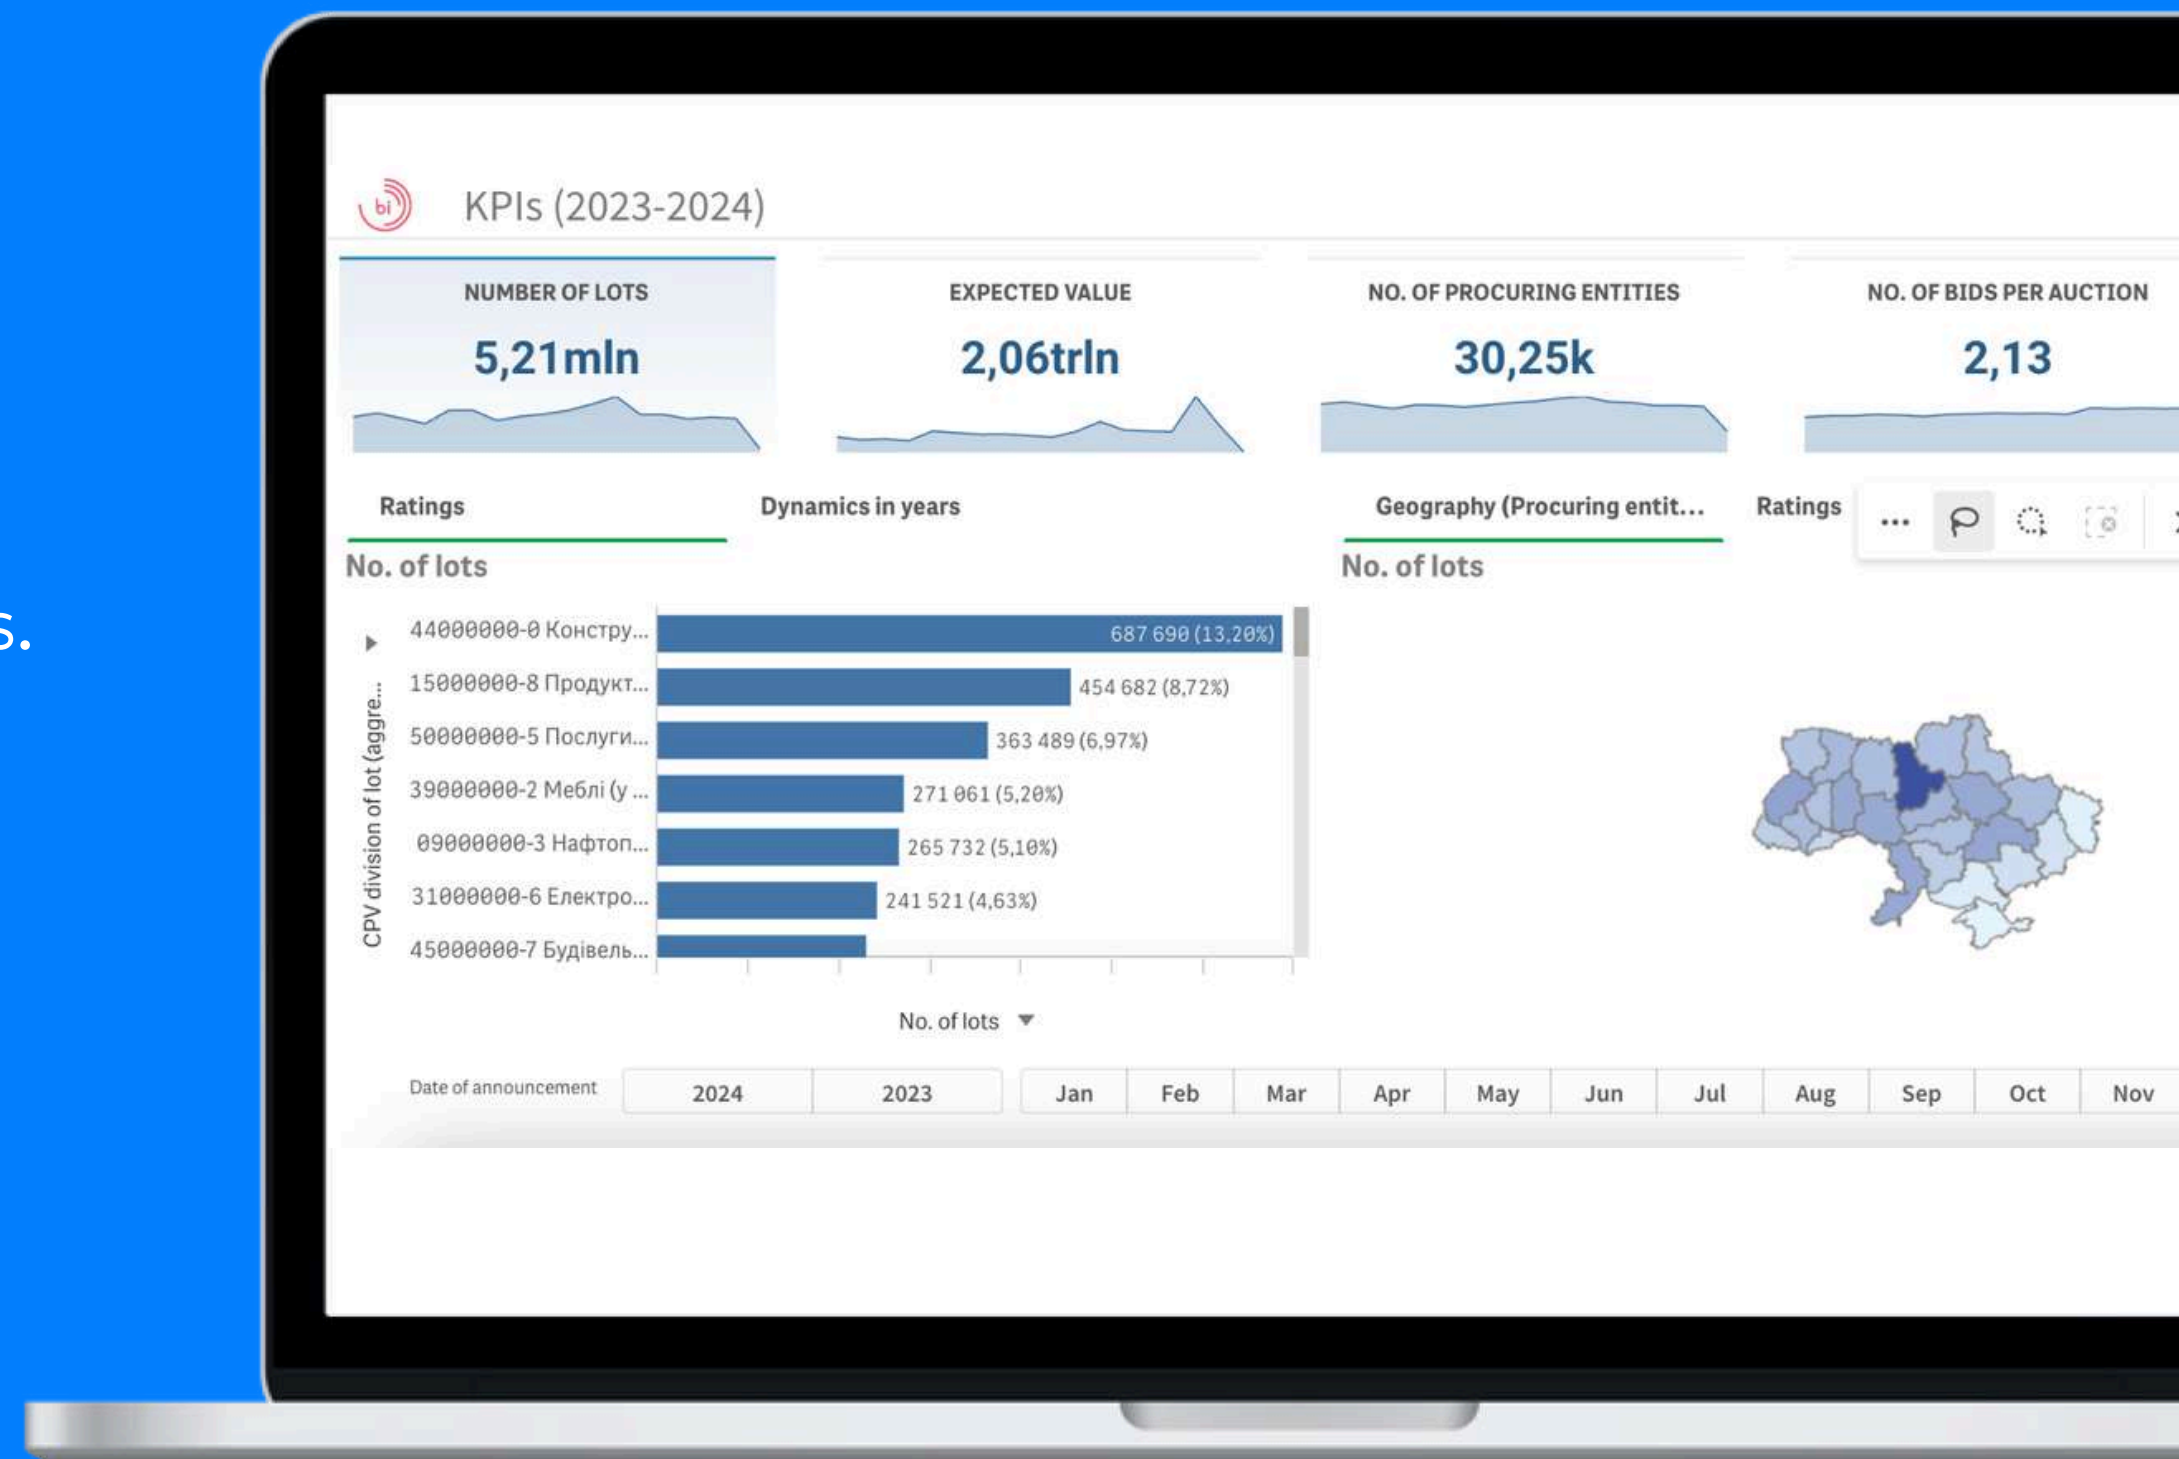 s.
bi
KPIs (2023-2024)
NUMBER OF LOTS
5,21mln
EXPECTED VALUE
2,06trln
NO. OF PROCURING ENTITIES
30,25k
NO. OF BIDS PER AUCTION
2,13
Ratings
Dynamics in years
No. of lots
CPV division of lot (aggre...
44000000-0 Констру... 687 690 (13,20%)
15000000-8 Продукт... 454 682 (8,72%)
50000000-5 Послуги... 363 489 (6,97%)
39000000-2 Меблі (у ... 271 061 (5,20%)
09000000-3 Нафтоп... 265 732 (5,10%)
31000000-6 Електро... 241 521 (4,63%)
45000000-7 Будівель...
No. of lots
Geography (Procuring entit...
Ratings
No. of lots
Date of announcement 2024 2023 Jan Feb Mar Apr May Jun Jul Aug Sep Oct Nov